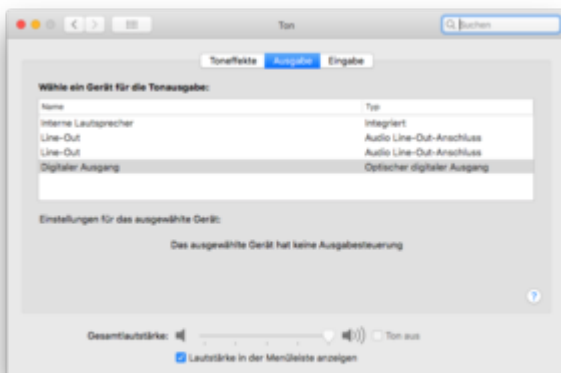 Ton
Suchen
Toneffekte Ausgabe Eingabe
Wähle ein Gerät für die Tonausgabe:
Name Typ
Interne Lautsprecher Integriert
Line-Out Audio Line-Out-Anschluss
Line-Out Audio Line-Out-Anschluss
Digitaler Ausgang Optischer digitaler Ausgang
Einstellungen für das ausgewählte Gerät:
Das ausgewählte Gerät hat keine Ausgabesteuerung
?
Gesamtlautstärke: Ton aus
Lautstärke in der Menüleiste anzeigen